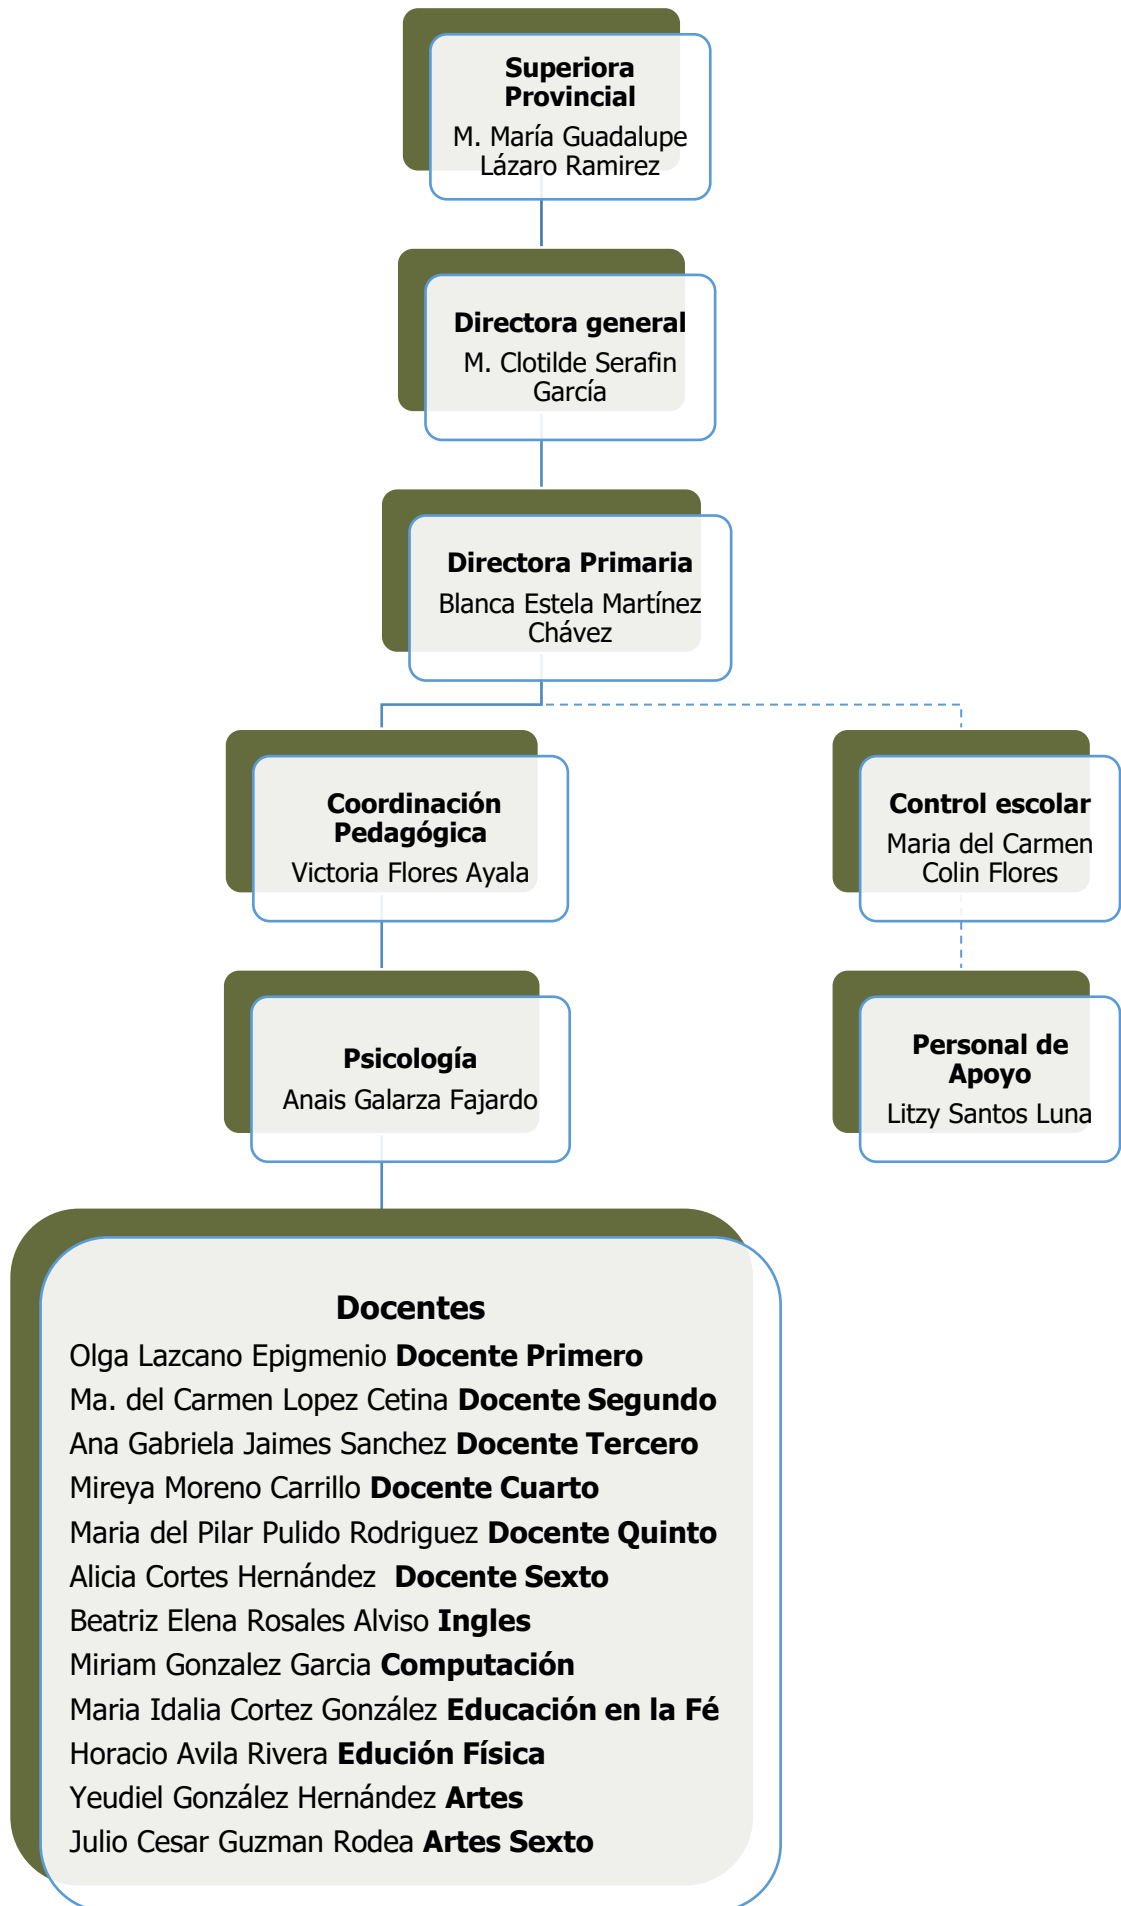 Superiora
Provincial
M. María Guadalupe
Lázaro Ramirez
Directora general
M. Clotilde Serafin
García
Directora Primaria
Blanca Estela Martínez
Chávez
Coordinación
Pedagógica
Victoria Flores Ayala
Control escolar
Maria del Carmen
Colin Flores
Psicología
Anais Galarza Fajardo
Personal de
Apoyo
Litzy Santos Luna
Docentes
Olga Lazcano Epigmenio Docente Primero
Ma. del Carmen Lopez Cetina Docente Segundo
Ana Gabriela Jaimes Sanchez Docente Tercero
Mireya Moreno Carrillo Docente Cuarto
Maria del Pilar Pulido Rodriguez Docente Quinto
Alicia Cortes Hernández  Docente Sexto
Beatriz Elena Rosales Alviso Ingles
Miriam Gonzalez Garcia Computación
Maria Idalia Cortez González Educación en la Fé
Horacio Avila Rivera Edución Física
Yeudiel González Hernández Artes
Julio Cesar Guzman Rodea Artes Sexto